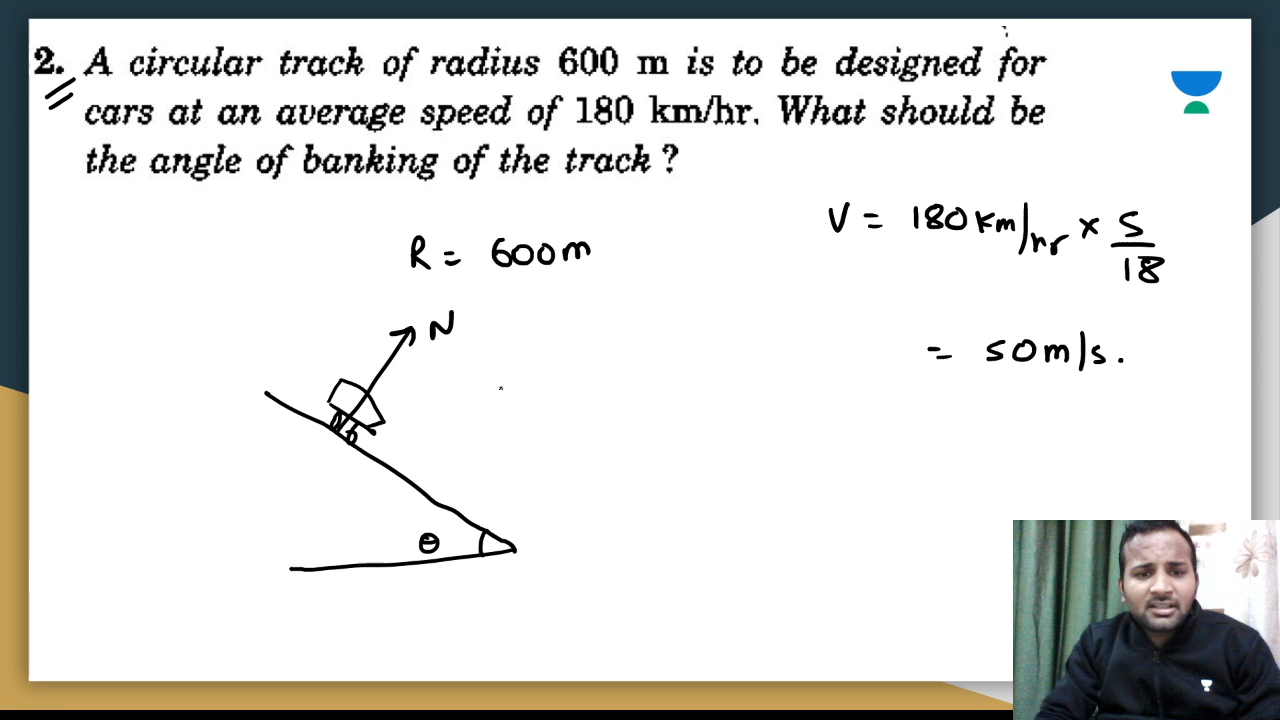 2. A circular track of radius 600 m is to be designed for
cars at an average speed of 180 km/hr. What should be
the angle of banking of the track ?
R = 600m
V = 180 km/hr × 5/18
= 50 m/s.
N
θ